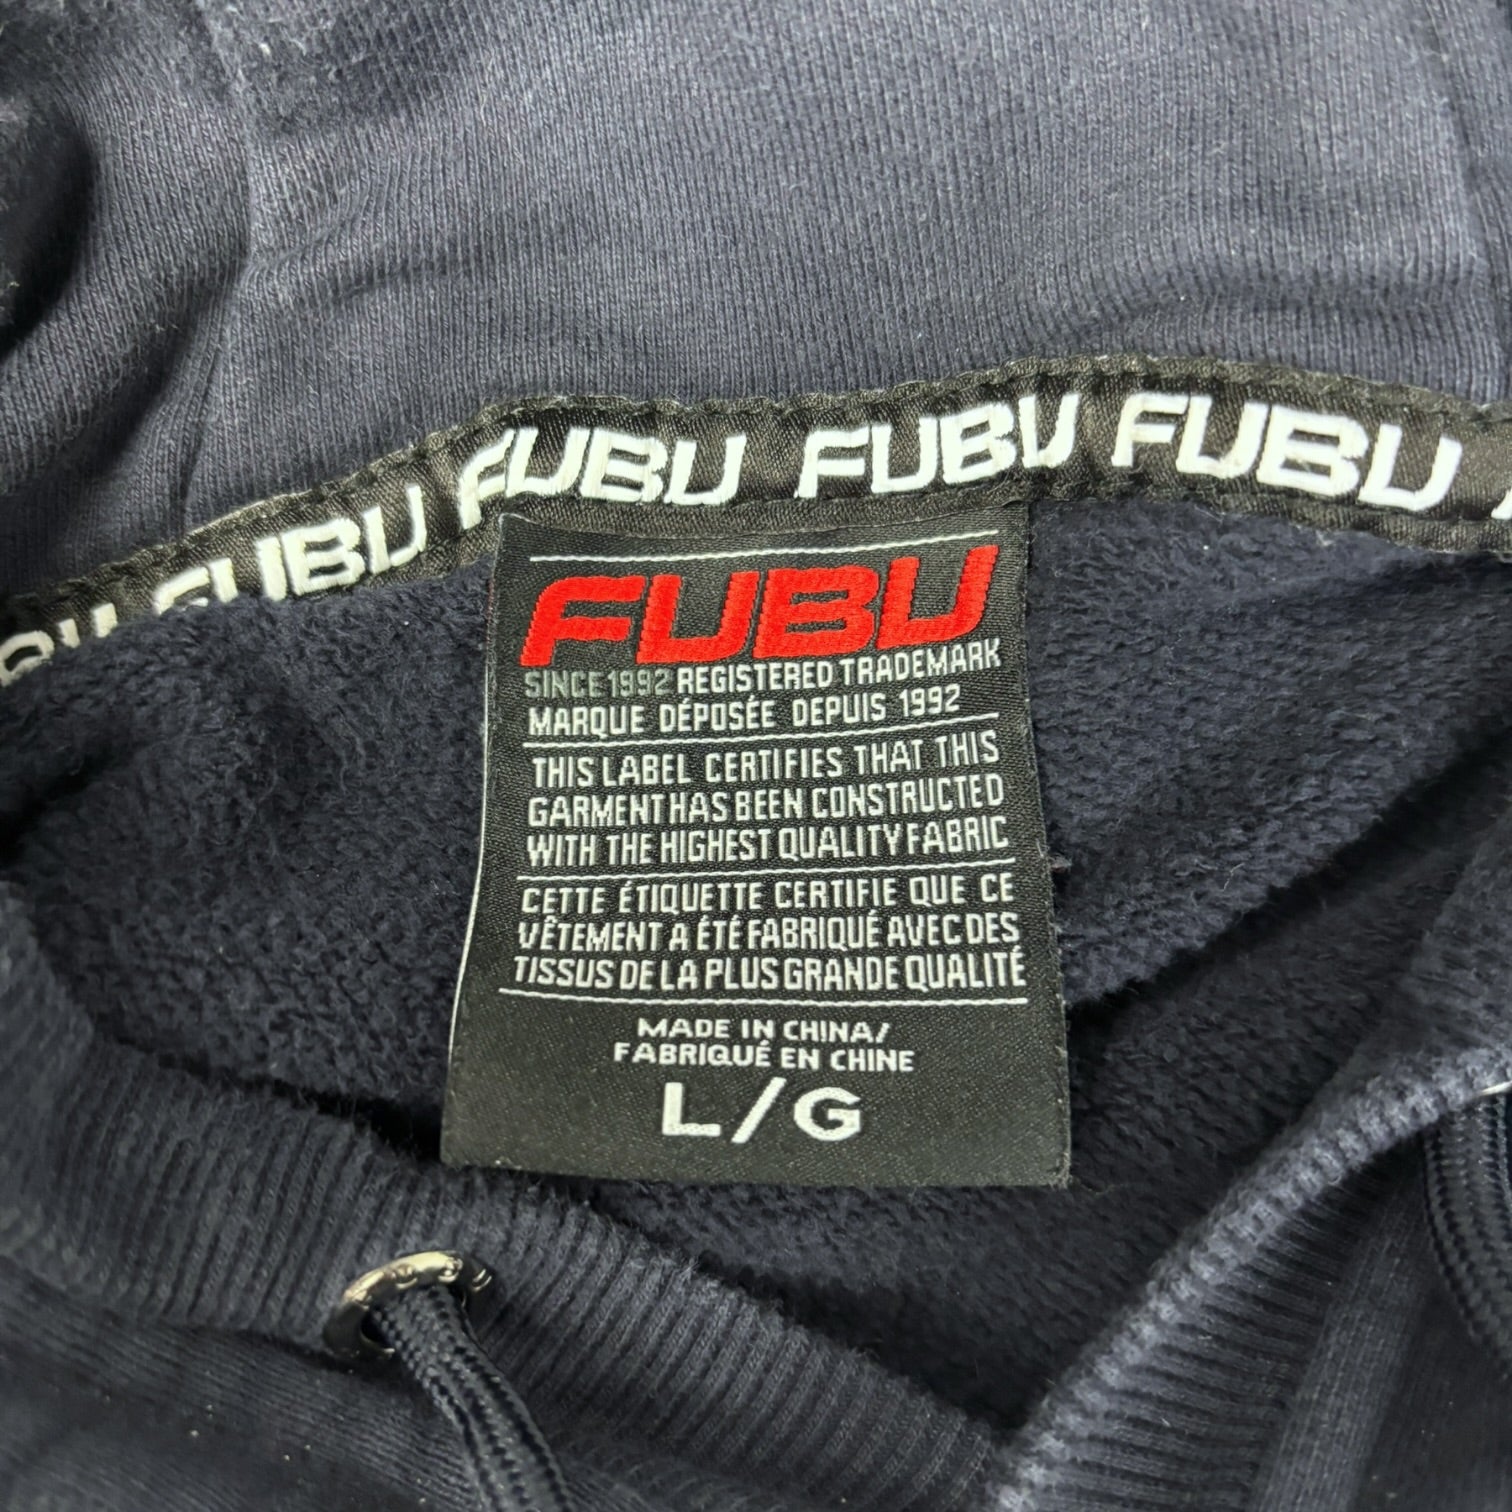 FUBU FUBU FUBU FUBU
FUBU
SINCE 1992 REGISTERED TRADEMARK
MARQUE DÉPOSÉE DEPUIS 1992
THIS LABEL CERTIFIES THAT THIS
GARMENT HAS BEEN CONSTRUCTED
WITH THE HIGHEST QUALITY FABRIC
CETTE ÉTIQUETTE CERTIFIE QUE CE
VÊTEMENT A ÉTÉ FABRIQUÉ AVEC DES
TISSUS DE LA PLUS GRANDE QUALITÉ
MADE IN CHINA/
FABRIQUÉ EN CHINE
L/G